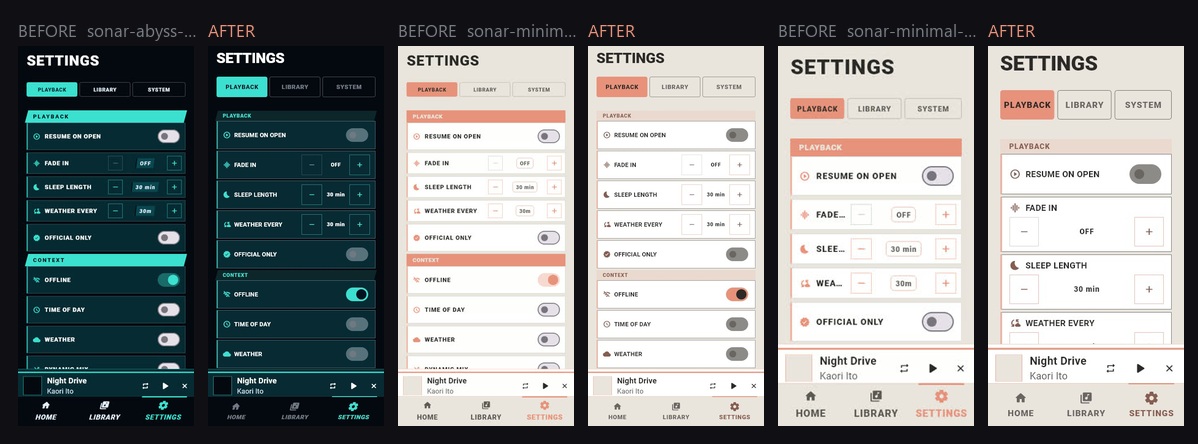 BEFORE sonar-abyss-... AFTER
SETTINGS
PLAYBACK LIBRARY SYSTEM
PLAYBACK
RESUME ON OPEN
FADE IN − OFF +
SLEEP LENGTH − 30 min +
WEATHER EVERY − 30m +
OFFICIAL ONLY
CONTEXT
OFFLINE
TIME OF DAY
WEATHER
Night Drive
Kaori Ito
HOME LIBRARY SETTINGS
SETTINGS
PLAYBACK LIBRARY SYSTEM
PLAYBACK
RESUME ON OPEN
FADE IN − OFF +
SLEEP LENGTH − 30 min +
WEATHER EVERY − 30 min +
OFFICIAL ONLY
CONTEXT
OFFLINE
TIME OF DAY
WEATHER
Night Drive
Kaori Ito
HOME LIBRARY SETTINGS
BEFORE sonar-minim... AFTER
SETTINGS
PLAYBACK LIBRARY SYSTEM
PLAYBACK
RESUME ON OPEN
FADE IN − OFF +
SLEEP LENGTH − 30 min +
WEATHER EVERY − 30m +
OFFICIAL ONLY
CONTEXT
OFFLINE
TIME OF DAY
WEATHER
Night Drive
Kaori Ito
HOME LIBRARY SETTINGS
SETTINGS
PLAYBACK LIBRARY SYSTEM
PLAYBACK
RESUME ON OPEN
FADE IN − OFF +
SLEEP LENGTH − 30 min +
WEATHER EVERY − 30 min +
OFFICIAL ONLY
CONTEXT
OFFLINE
TIME OF DAY
WEATHER
Night Drive
Kaori Ito
HOME LIBRARY SETTINGS
BEFORE sonar-minimal-... AFTER
SETTINGS
PLAYBACK LIBRARY SYSTEM
PLAYBACK
RESUME ON OPEN
FADE... − OFF +
SLEE... − 30 min +
WEA... − 30m +
OFFICIAL ONLY
Night Drive
Kaori Ito
HOME LIBRARY SETTINGS
SETTINGS
PLAYBACK LIBRARY SYSTEM
PLAYBACK
RESUME ON OPEN
FADE IN
− OFF +
SLEEP LENGTH
− 30 min +
WEATHER EVERY
Night Drive
Kaori Ito
HOME LIBRARY SETTINGS